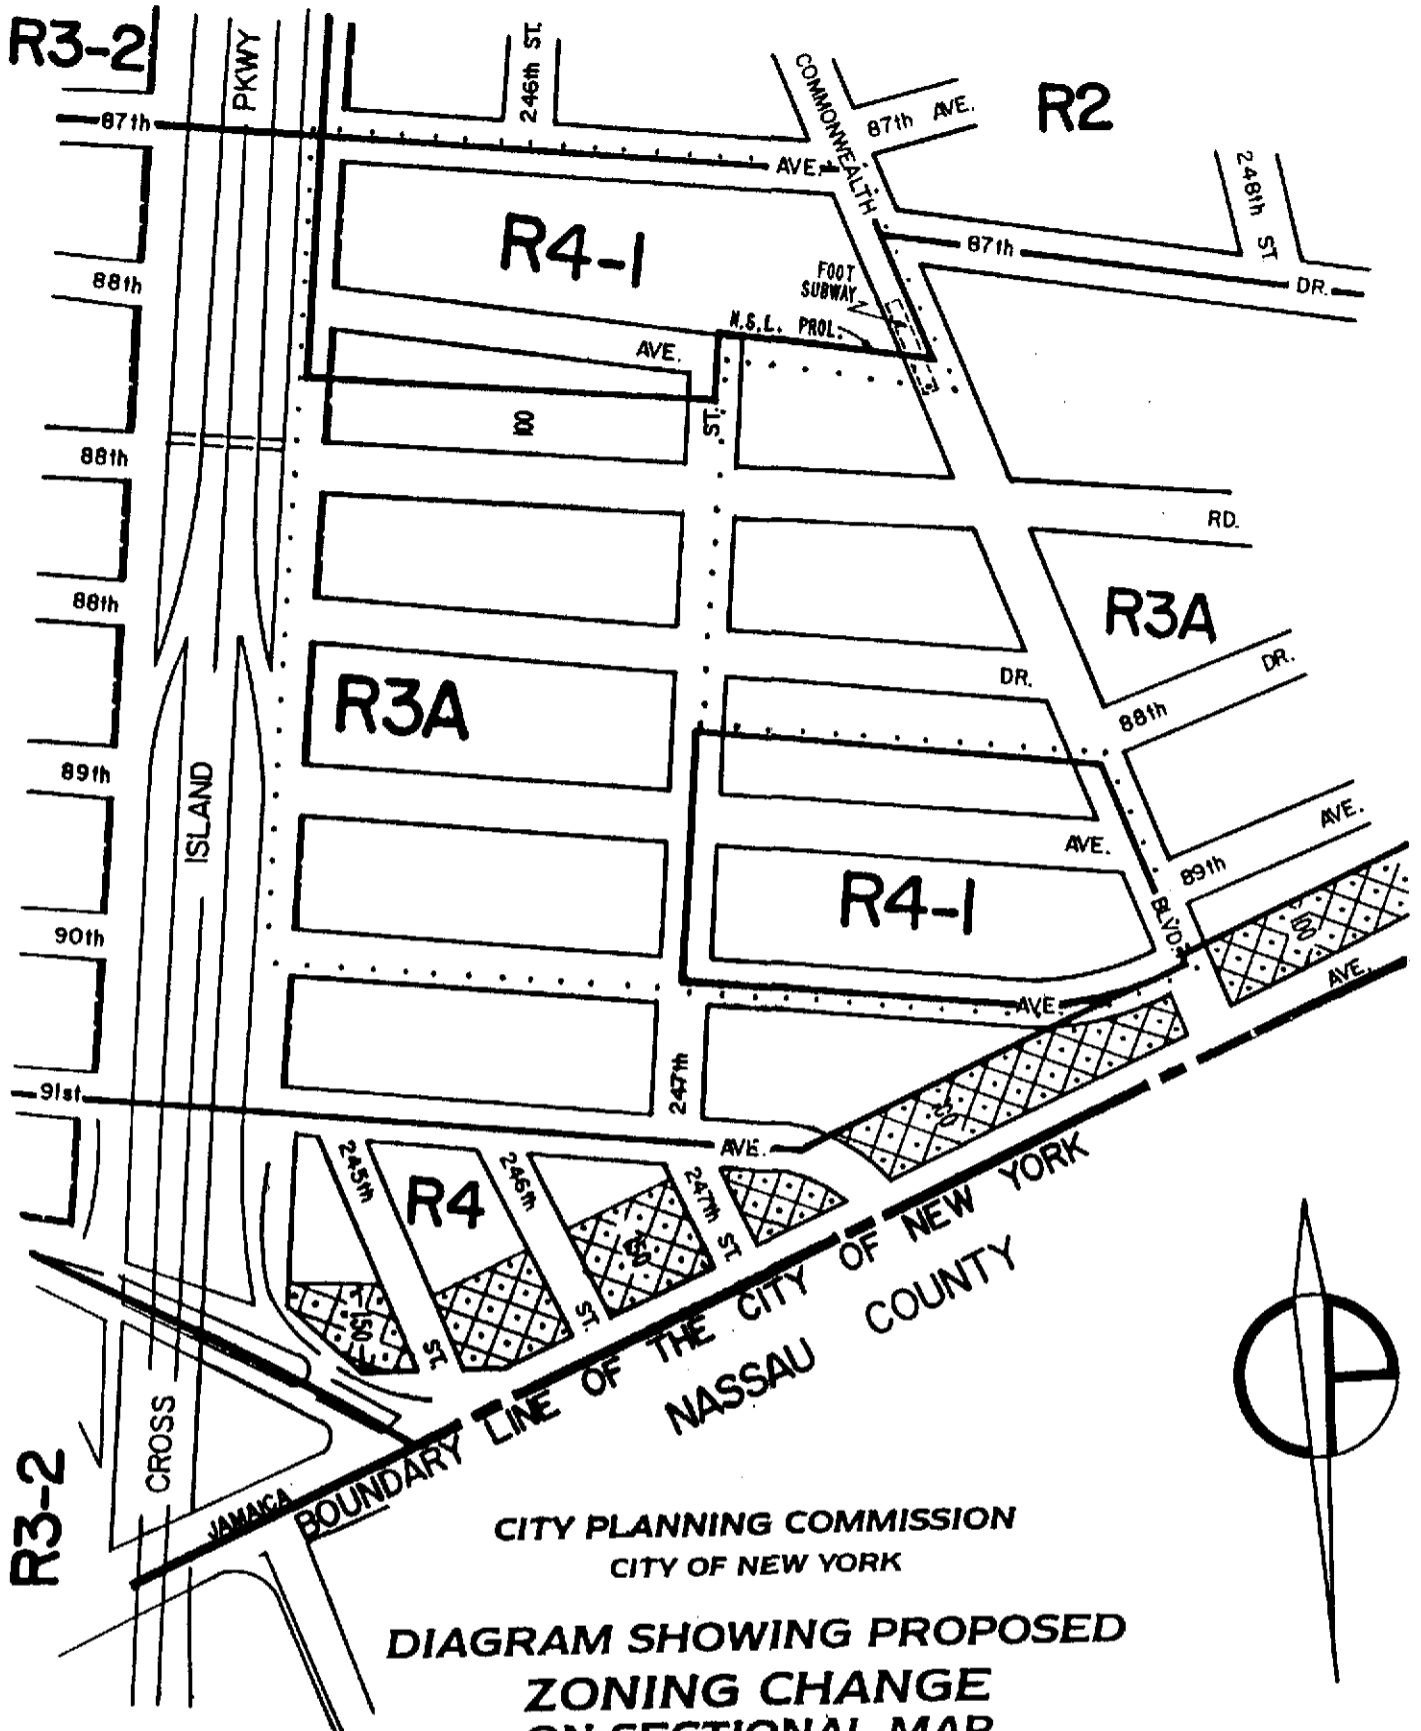 R3-2
PKWY
246th ST.
COMMONWEALTH
87th AVE.
R2
87th
AVE.
248th ST.
R4-1
87th
DR.
88th
FOOT
SUBWAY
N.S.L. PROL.
AVE.
100
ST.
88th
RD.
88th
R3A
DR.
DR.
R3A
88th
89th
ISLAND
AVE.
AVE.
89th
R4-1
BLVD.
100
90th
AVE.
AVE.
91st
247th
AVE.
245th
R4
246th
247th ST.
150
ST.
ST.
BOUNDARY LINE OF THE CITY OF NEW YORK
NASSAU COUNTY
CROSS
R3-2
JAMAICA
CITY PLANNING COMMISSION
CITY OF NEW YORK
DIAGRAM SHOWING PROPOSED
ZONING CHANGE
ON SECTIONAL MAP